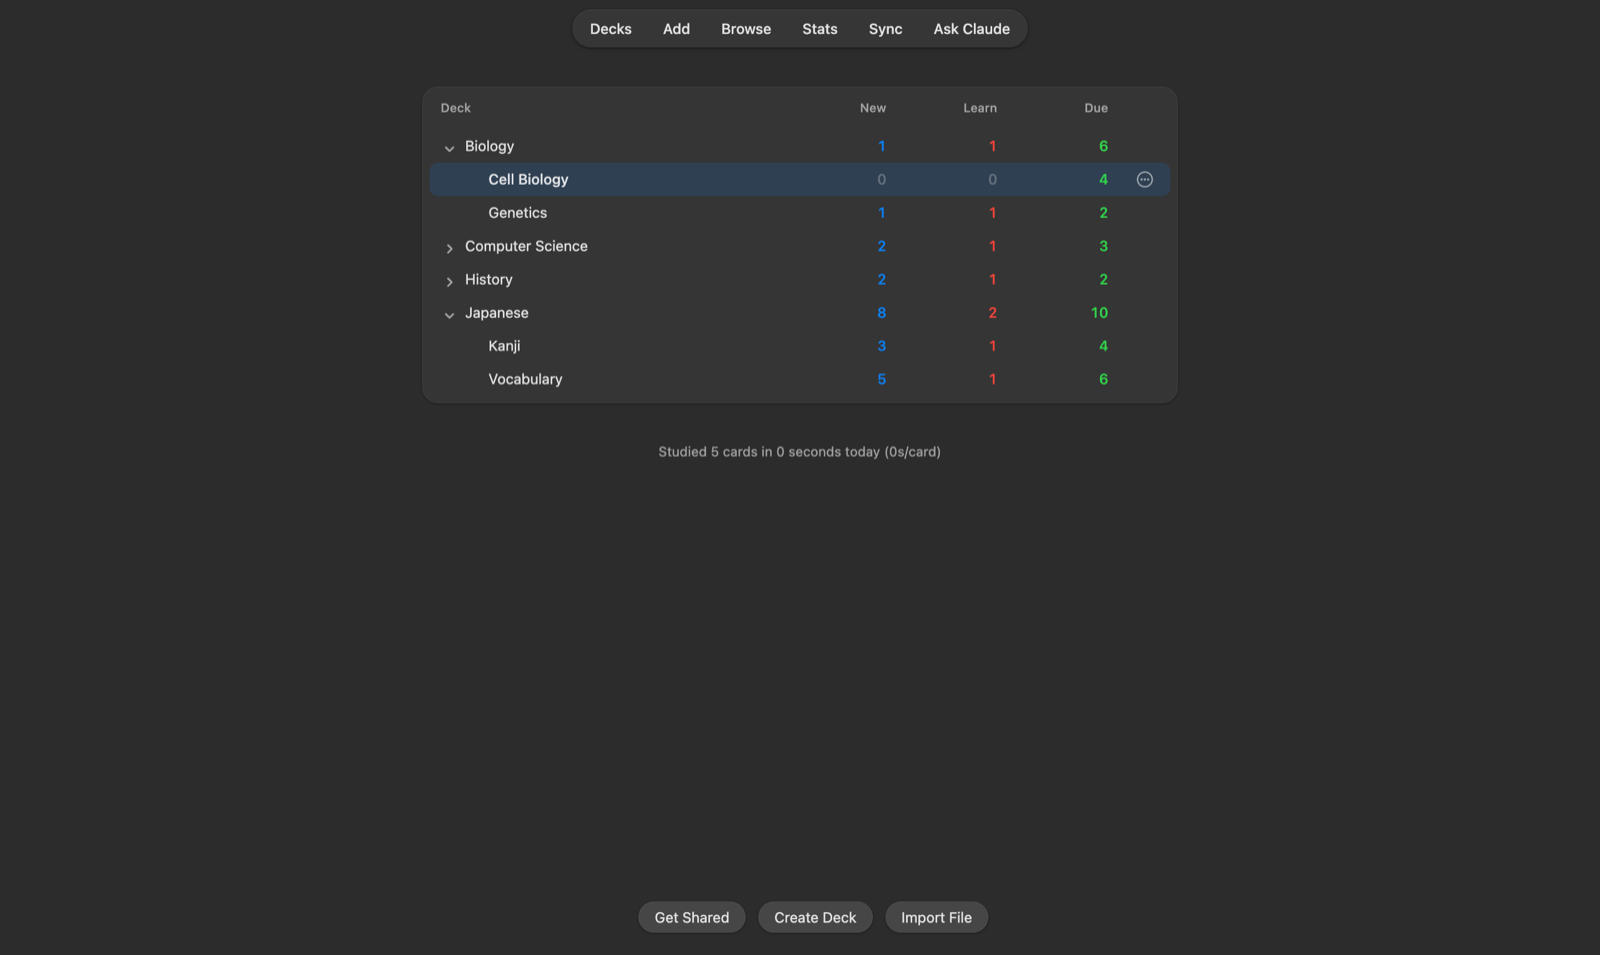 Decks Add Browse Stats Sync Ask Claude
Deck New Learn Due
Biology 1 1 6
Cell Biology 0 0 4
Genetics 1 1 2
Computer Science 2 1 3
History 2 1 2
Japanese 8 2 10
Kanji 3 1 4
Vocabulary 5 1 6
Studied 5 cards in 0 seconds today (0s/card)
Get Shared Create Deck Import File